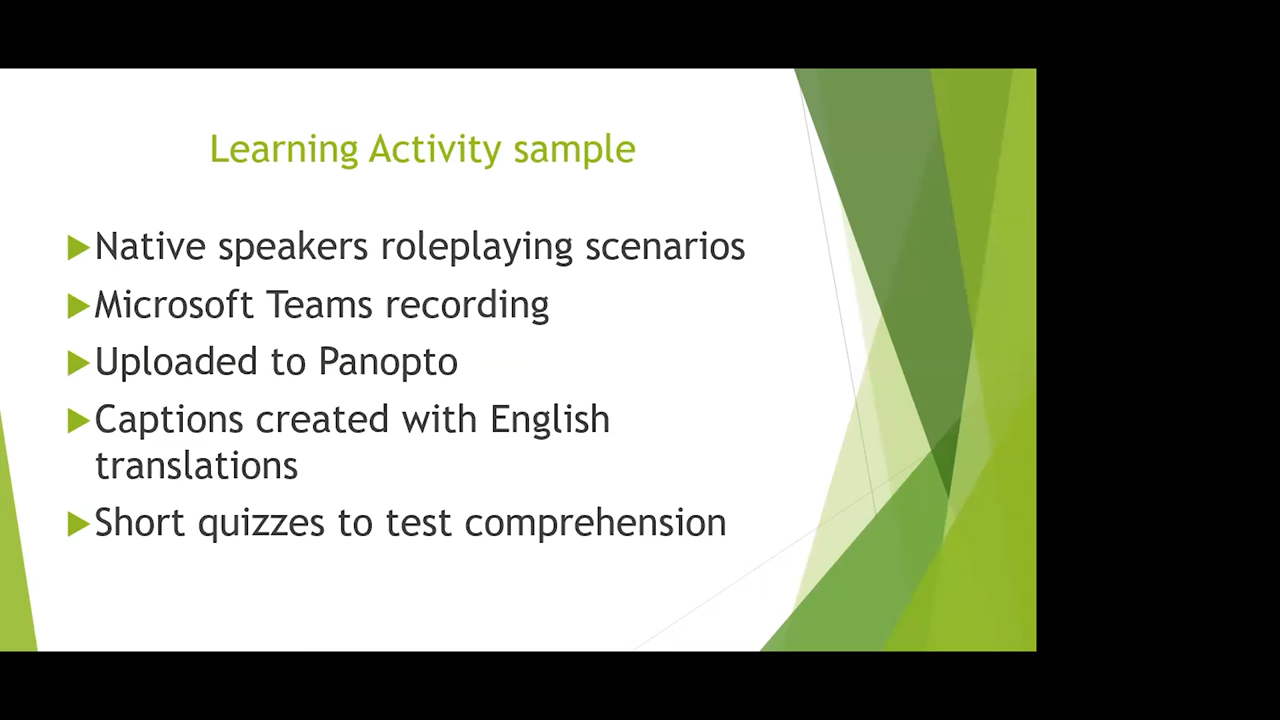 Learning Activity sample
Native speakers roleplaying scenarios
Microsoft Teams recording
Uploaded to Panopto
Captions created with English
translations
Short quizzes to test comprehension